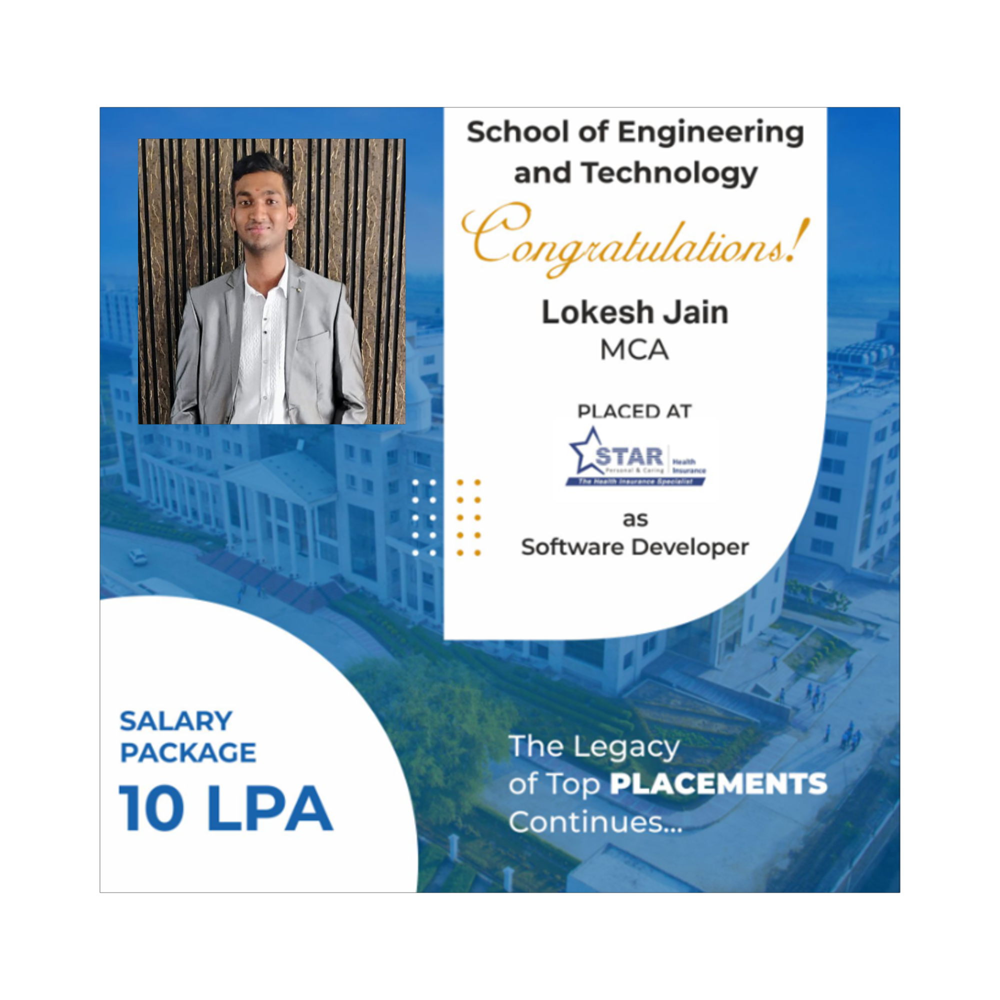 School of Engineering
and Technology
Congratulations!
Lokesh Jain
MCA
PLACED AT
STAR
Health
Insurance
Personal & Caring
The Health Insurance Specialist
as
Software Developer
SALARY
PACKAGE
10 LPA
The Legacy
of Top PLACEMENTS
Continues...